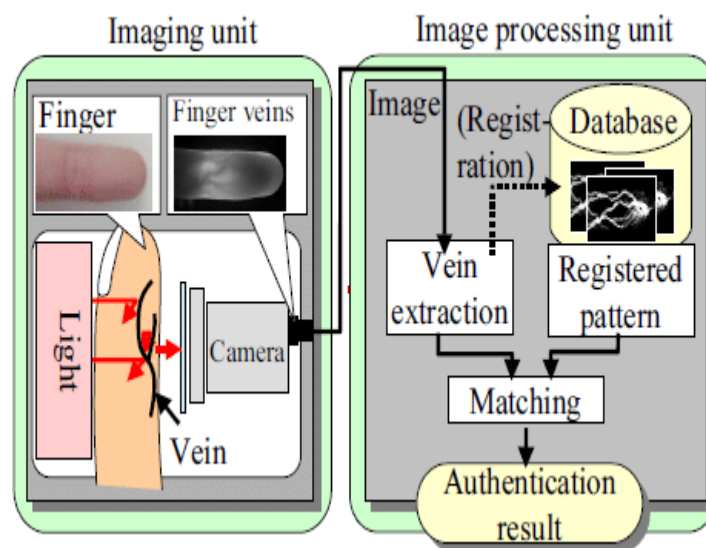 Imaging unit
Finger
Finger veins
Light
Camera
Vein
Image processing unit
Image
(Regist-
ration)
Database
Vein
extraction
Registered
pattern
Matching
Authentication
result